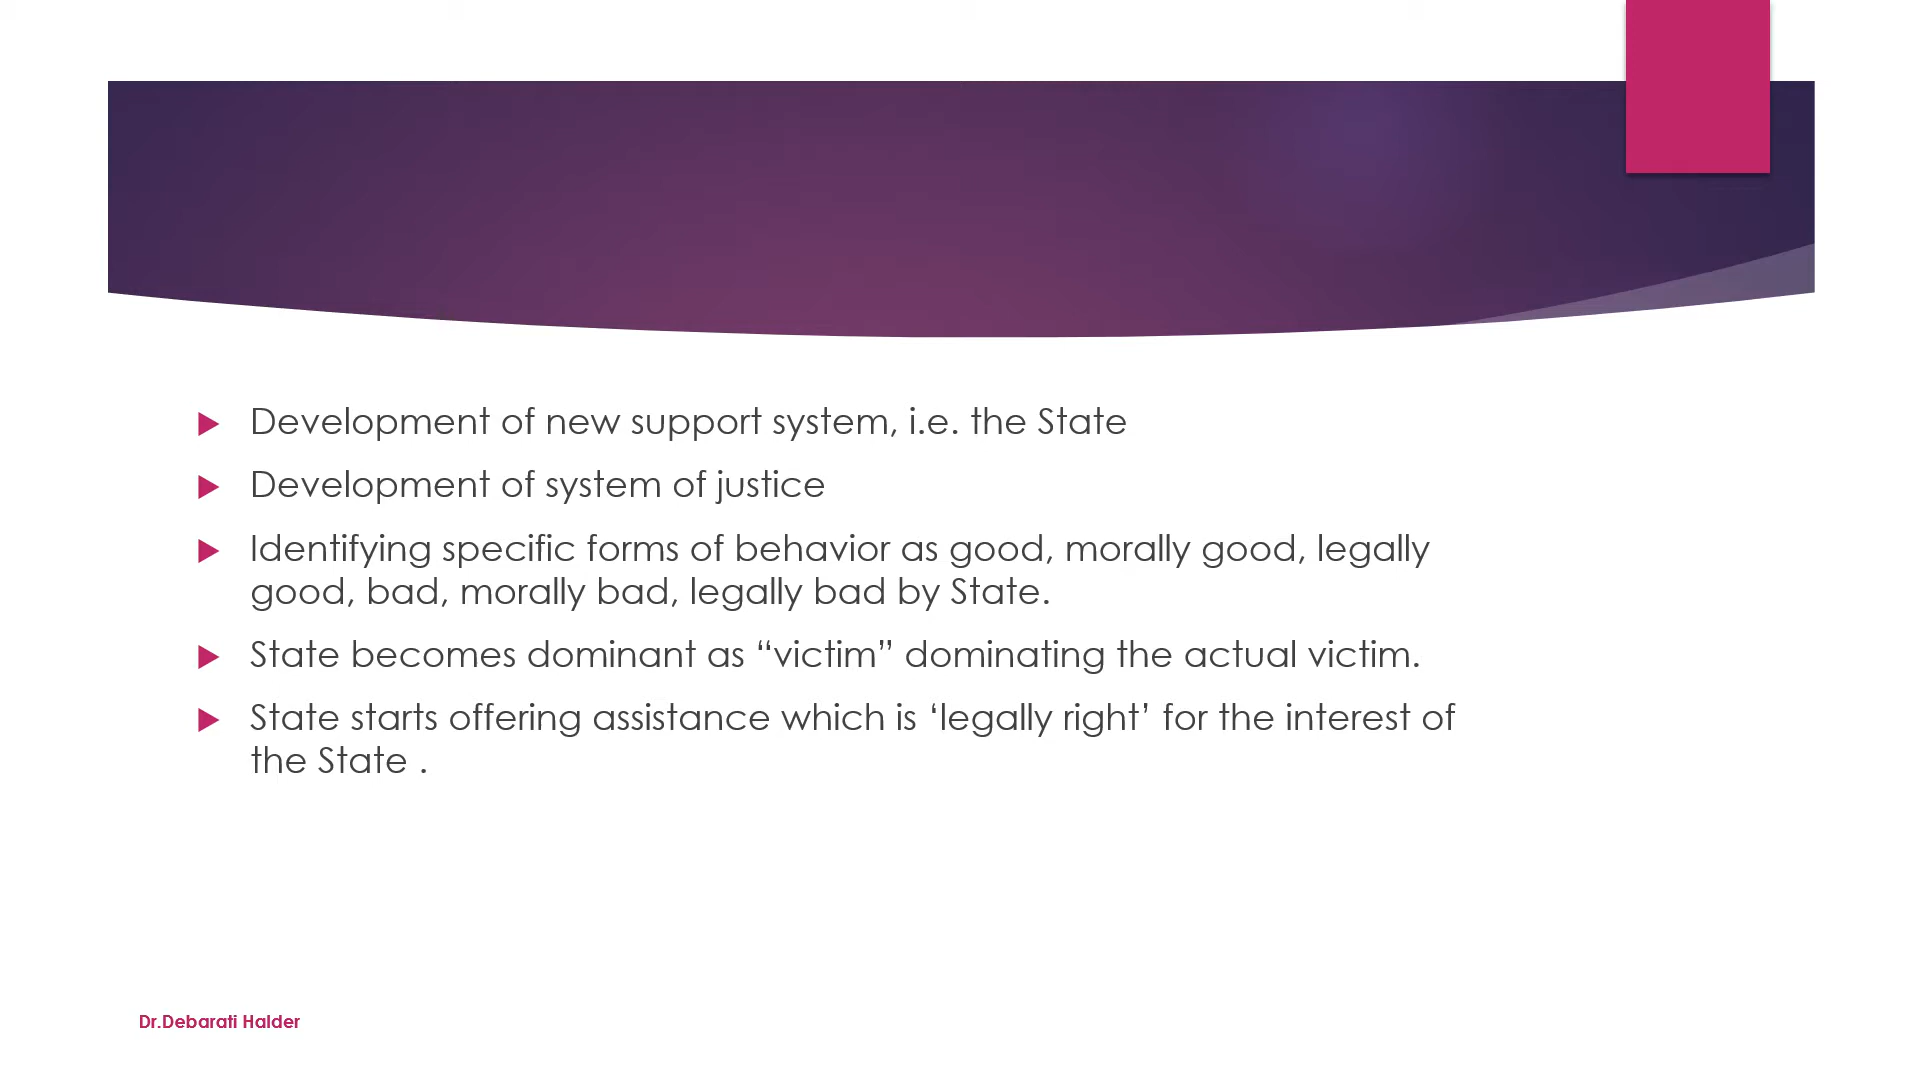 Development of new support system, i.e. the State
Development of system of justice
Identifying specific forms of behavior as good, morally good, legally
good, bad, morally bad, legally bad by State.
State becomes dominant as “victim” dominating the actual victim.
State starts offering assistance which is ‘legally right’ for the interest of
the State .
Dr.Debarati Halder